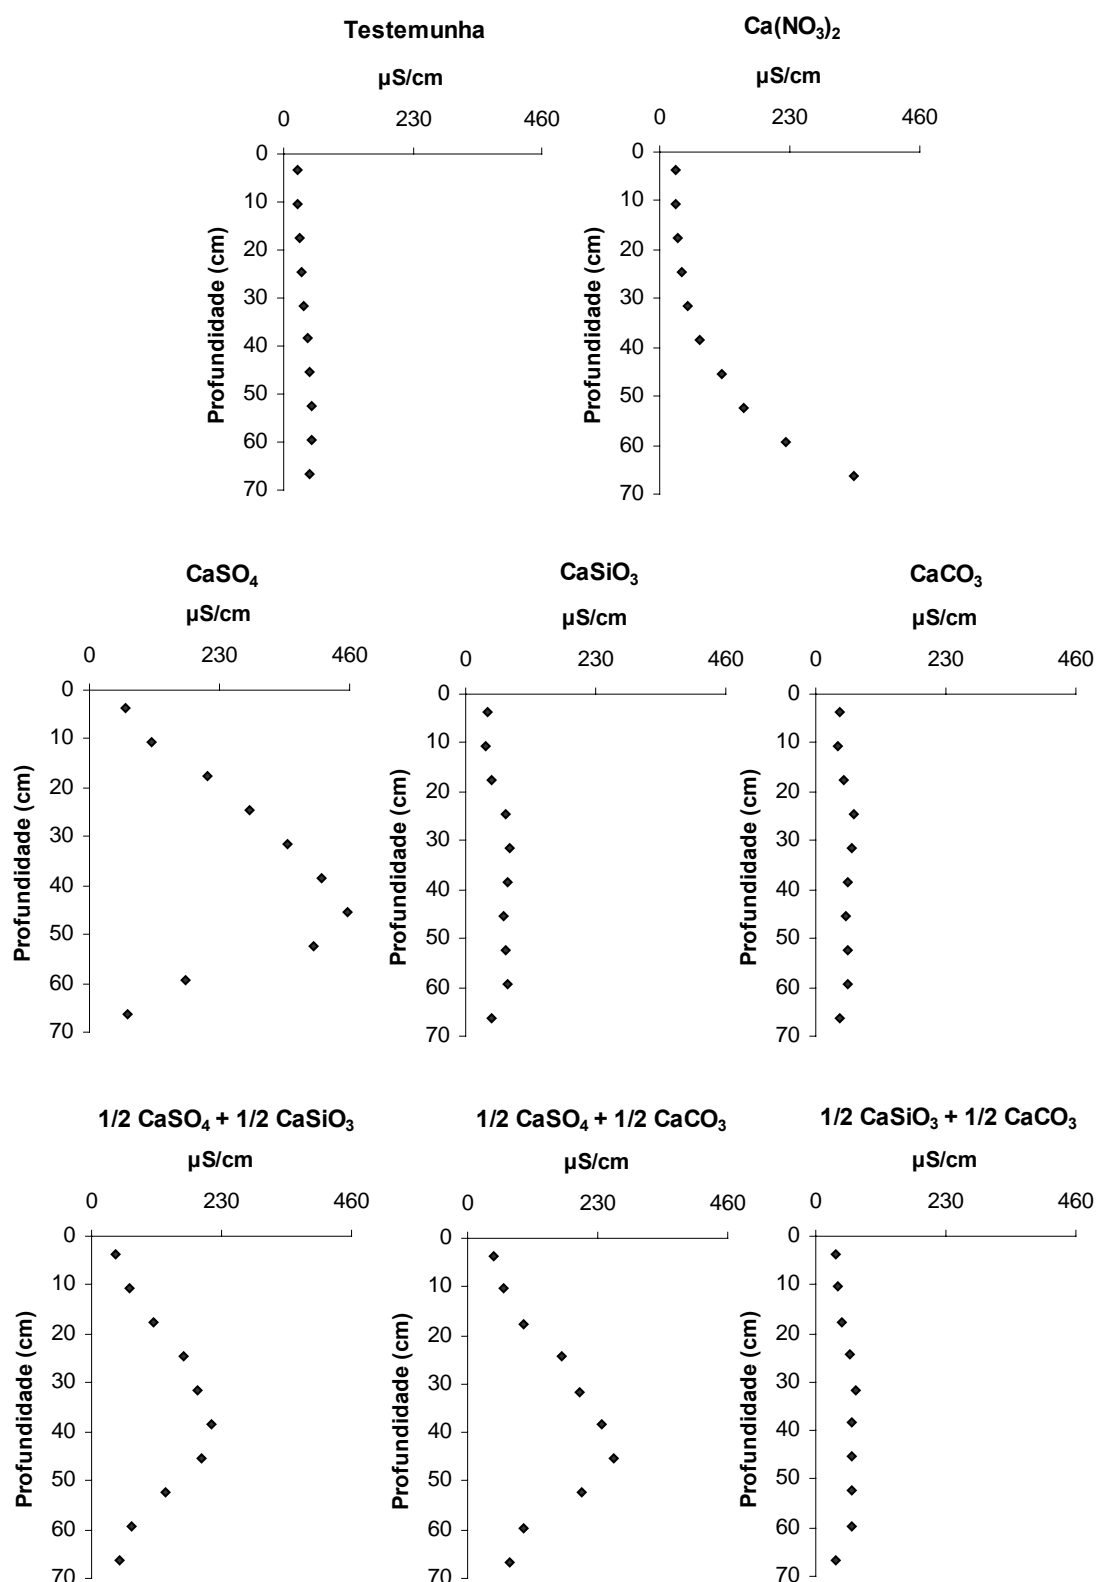 Testemunha
µS/cm
0 230 460
0
10
20
30
40
50
60
70
Profundidade (cm)
Ca(NO₃)₂
µS/cm
0 230 460
0
10
20
30
40
50
60
70
Profundidade (cm)
CaSO₄
µS/cm
0 230 460
0
10
20
30
40
50
60
70
Profundidade (cm)
CaSiO₃
µS/cm
0 230 460
0
10
20
30
40
50
60
70
Profundidade (cm)
CaCO₃
µS/cm
0 230 460
0
10
20
30
40
50
60
70
Profundidade (cm)
1/2 CaSO₄ + 1/2 CaSiO₃
µS/cm
0 230 460
0
10
20
30
40
50
60
70
Profundidade (cm)
1/2 CaSO₄ + 1/2 CaCO₃
µS/cm
0 230 460
0
10
20
30
40
50
60
70
Profundidade (cm)
1/2 CaSiO₃ + 1/2 CaCO₃
µS/cm
0 230 460
0
10
20
30
40
50
60
70
Profundidade (cm)